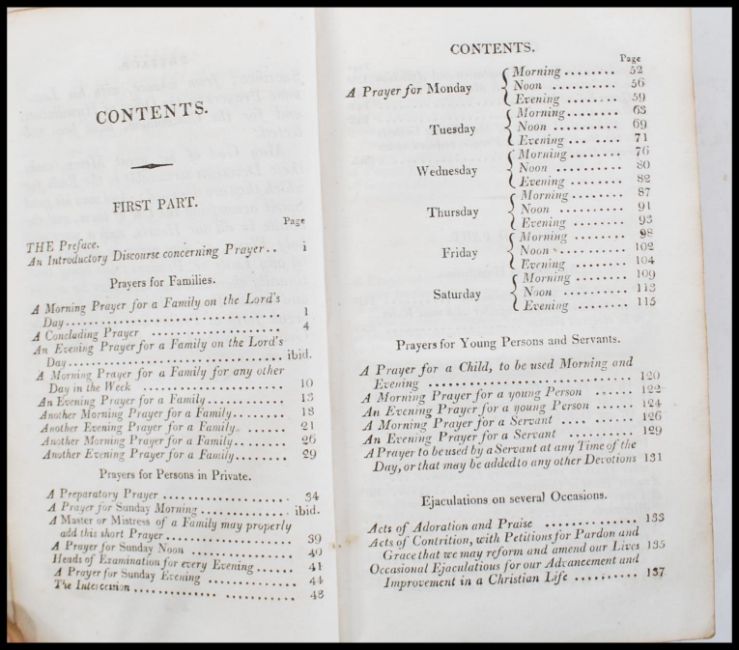 CONTENTS.
FIRST PART.
Page
THE Preface.
An Introductory Discourse concerning Prayer.. i
Prayers for Families.
A Morning Prayer for a Family on the Lord's
Day................................ 1
A Concluding Prayer .................. 4
An Evening Prayer for a Family on the Lord's
Day................................ ibid.
A Morning Prayer for a Family for any other
Day in the Week .................. 10
An Evening Prayer for a Family......... 13
Another Morning Prayer for a Family....... 18
Another Evening Prayer for a Family. ...... 21
Another Morning Prayer for a Family....... 26
Another Evening Prayer for a Family....... 29
Prayers for Persons in Private.
A Preparatory Prayer .................. 34
A Prayer for Sunday Morning ............ ibid.
A Master or Mistress of a Family may properly
add this short Prayer .................. 39
A Prayer for Sunday Noon ............... 40
Heads of Examination for every Evening ...... 41
A Prayer for Sunday Evening ............ 44
The Intercession ..................... 48
CONTENTS.
Page
A Prayer for Monday { Morning ........ 52
Noon .......... 56
Evening ........ 59
Tuesday { Morning........ 63
Noon .......... 69
Evening ... .... 71
Wednesday { Morning........ 76
Noon .......... 80
Evening ........ 82
Thursday { Morning ........ 87
Noon .......... 91
Evening ........ 93
Friday { Morning ........ 98
Noon .......... 102
Evening ........ 104
Saturday { Morning ........ 109
Noon .......... 113
Evening ........ 115
Prayers for Young Persons and Servants.
A Prayer for a Child, to be used Morning and
Evening ........................... 120
A Morning Prayer for a young Person ...... 122
An Evening Prayer for a young Person ...... 124
A Morning Prayer for a Servant .... ...... 126
An Evening Prayer for a Servant .......... 129
A Prayer to be used by a Servant at any Time of the
Day, or that may be added to any other Devotions 131
Ejaculations on several Occasions.
Acts of Adoration and Praise .............. 133
Acts of Contrition, with Petitions for Pardon and
Grace that we may reform and amend our Lives 135
Occasional Ejaculations for our Advancement and
Improvement in a Christian Life .......... 137